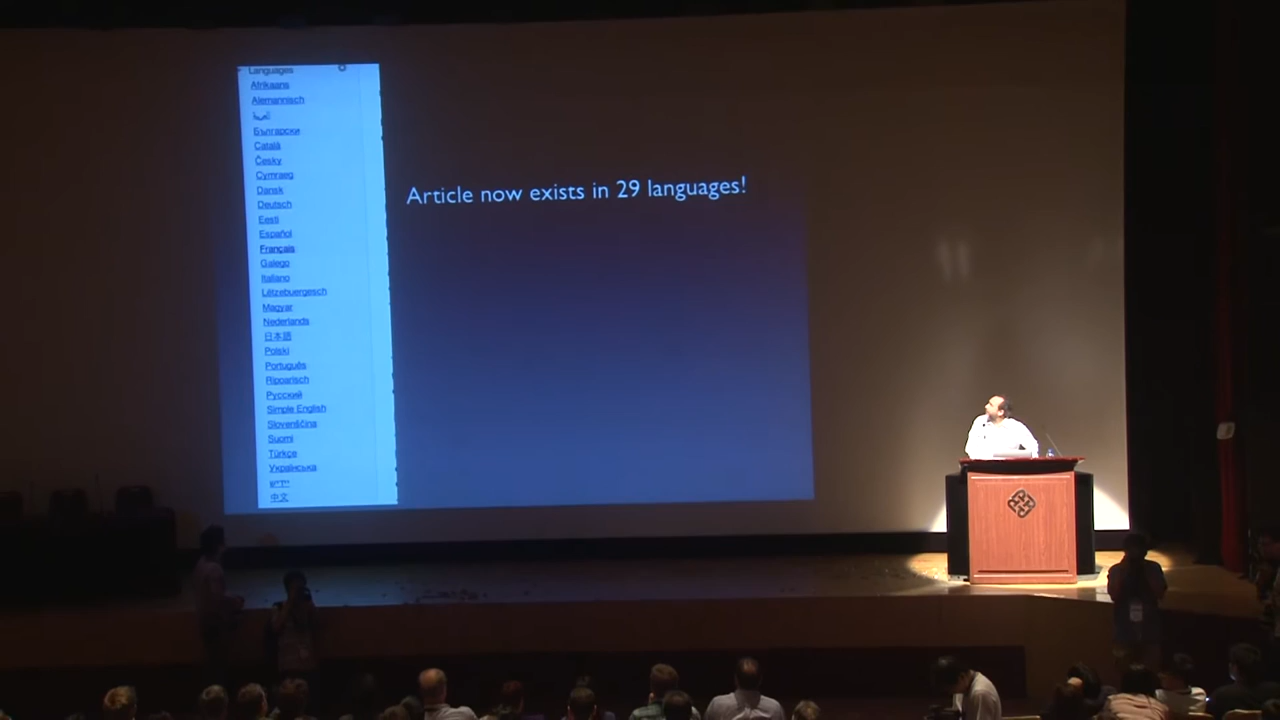 Languages
Afrikaans
Alemannisch
العربية
Български
Català
Česky
Cymraeg
Dansk
Deutsch
Eesti
Español
Français
Galego
Italiano
Lëtzebuergesch
Magyar
Nederlands
日本語
Polski
Português
Ripoarisch
Русский
Simple English
Slovenščina
Suomi
Türkçe
Українська
ייִדיש
中文
Article now exists in 29 languages!